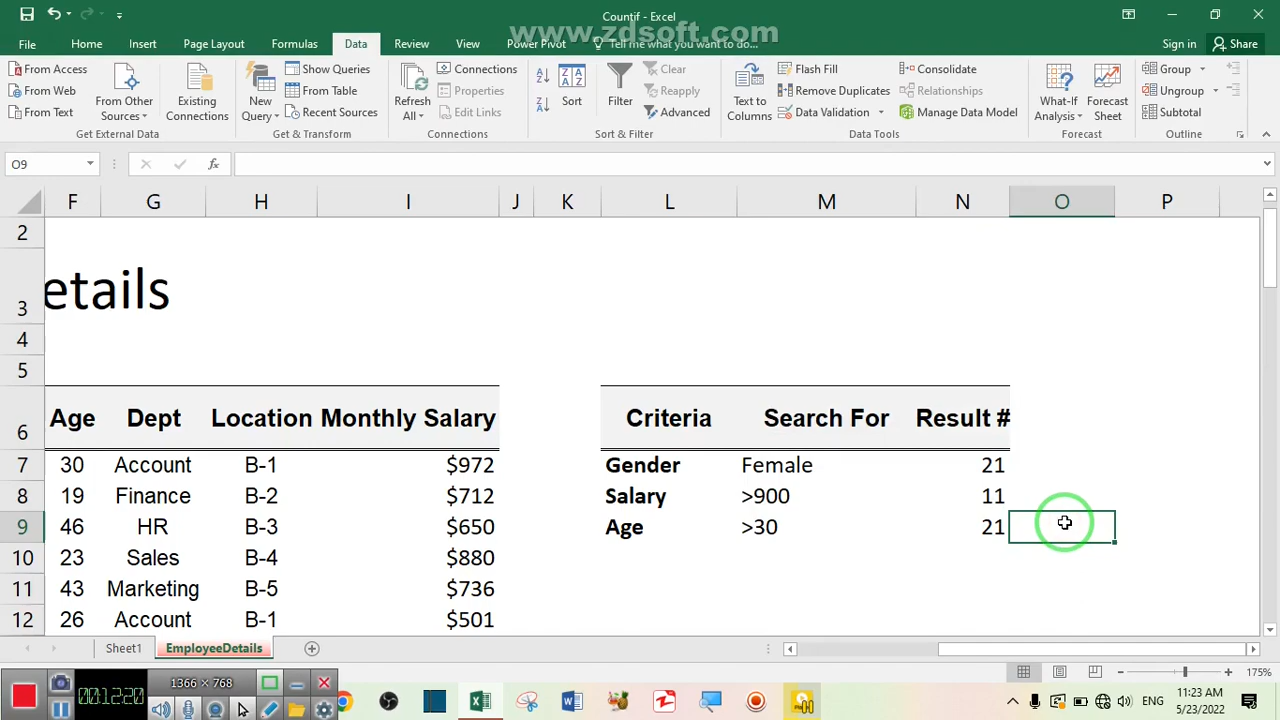 Countif - Excel
www.zdsoft.com
File Home Insert Page Layout Formulas Data Review View Power Pivot Tell me what you want to do... Sign in Share
From Access
From Web
From Text
From Other Sources
Existing Connections
Get External Data
New Query
Show Queries
From Table
Recent Sources
Get & Transform
Refresh All
Connections
Properties
Edit Links
Connections
Sort
Filter
Clear
Reapply
Advanced
Sort & Filter
Text to Columns
Flash Fill
Remove Duplicates
Data Validation
Consolidate
Relationships
Manage Data Model
Data Tools
What-If Analysis
Forecast Sheet
Forecast
Group
Ungroup
Subtotal
Outline
O9 fx
F G H I J K L M N O P
2
3 etails
4
5
6 Age Dept Location Monthly Salary Criteria Search For Result #
7 30 Account B-1 $972 Gender Female 21
8 19 Finance B-2 $712 Salary >900 11
9 46 HR B-3 $650 Age >30 21
10 23 Sales B-4 $880
11 43 Marketing B-5 $736
12 26 Account B-1 $501
Sheet1 EmployeeDetails
175%
00:12:20 1366 × 768
ENG
11:23 AM
5/23/2022